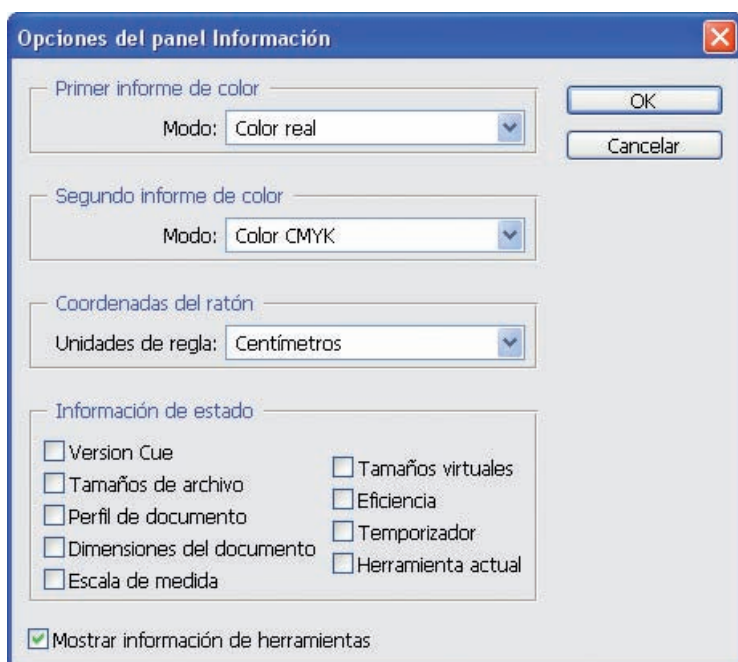 Opciones del panel Información
Primer informe de color
Modo: Color real
OK
Cancelar
Segundo informe de color
Modo: Color CMYK
Coordenadas del ratón
Unidades de regla: Centímetros
Información de estado
Version Cue
Tamaños de archivo
Perfil de documento
Dimensiones del documento
Escala de medida
Tamaños virtuales
Eficiencia
Temporizador
Herramienta actual
Mostrar información de herramientas